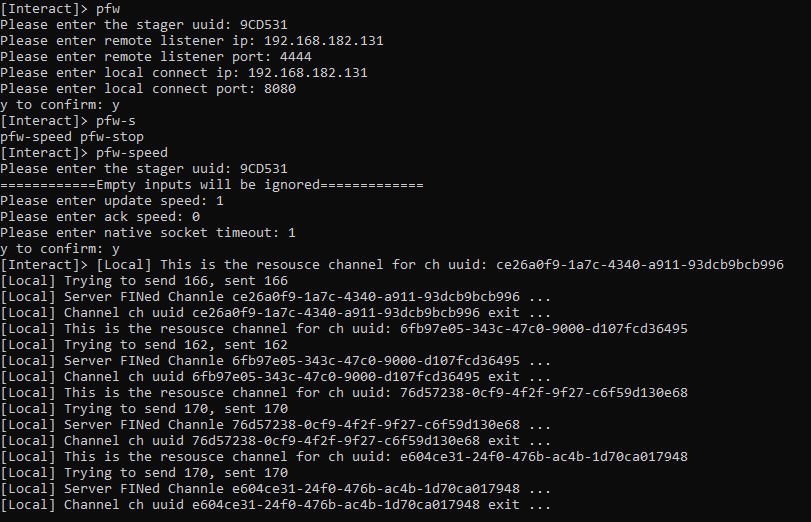 [Interact]> pfw
Please enter the stager uuid: 9CD531
Please enter remote listener ip: 192.168.182.131
Please enter remote listener port: 4444
Please enter local connect ip: 192.168.182.131
Please enter local connect port: 8080
y to confirm: y
[Interact]> pfw-s
pfw-speed pfw-stop
[Interact]> pfw-speed
Please enter the stager uuid: 9CD531
============Empty inputs will be ignored=============
Please enter update speed: 1
Please enter ack speed: 0
Please enter native socket timeout: 1
y to confirm: y
[Interact]> [Local] This is the resousce channel for ch uuid: ce26a0f9-1a7c-4340-a911-93dcb9bcb996
[Local] Trying to send 166, sent 166
[Local] Server FINed Channle ce26a0f9-1a7c-4340-a911-93dcb9bcb996 ...
[Local] Channel ch uuid ce26a0f9-1a7c-4340-a911-93dcb9bcb996 exit ...
[Local] This is the resousce channel for ch uuid: 6fb97e05-343c-47c0-9000-d107fcd36495
[Local] Trying to send 162, sent 162
[Local] Server FINed Channle 6fb97e05-343c-47c0-9000-d107fcd36495 ...
[Local] Channel ch uuid 6fb97e05-343c-47c0-9000-d107fcd36495 exit ...
[Local] This is the resousce channel for ch uuid: 76d57238-0cf9-4f2f-9f27-c6f59d130e68
[Local] Trying to send 170, sent 170
[Local] Server FINed Channle 76d57238-0cf9-4f2f-9f27-c6f59d130e68 ...
[Local] Channel ch uuid 76d57238-0cf9-4f2f-9f27-c6f59d130e68 exit ...
[Local] This is the resousce channel for ch uuid: e604ce31-24f0-476b-ac4b-1d70ca017948
[Local] Trying to send 170, sent 170
[Local] Server FINed Channle e604ce31-24f0-476b-ac4b-1d70ca017948 ...
[Local] Channel ch uuid e604ce31-24f0-476b-ac4b-1d70ca017948 exit ...